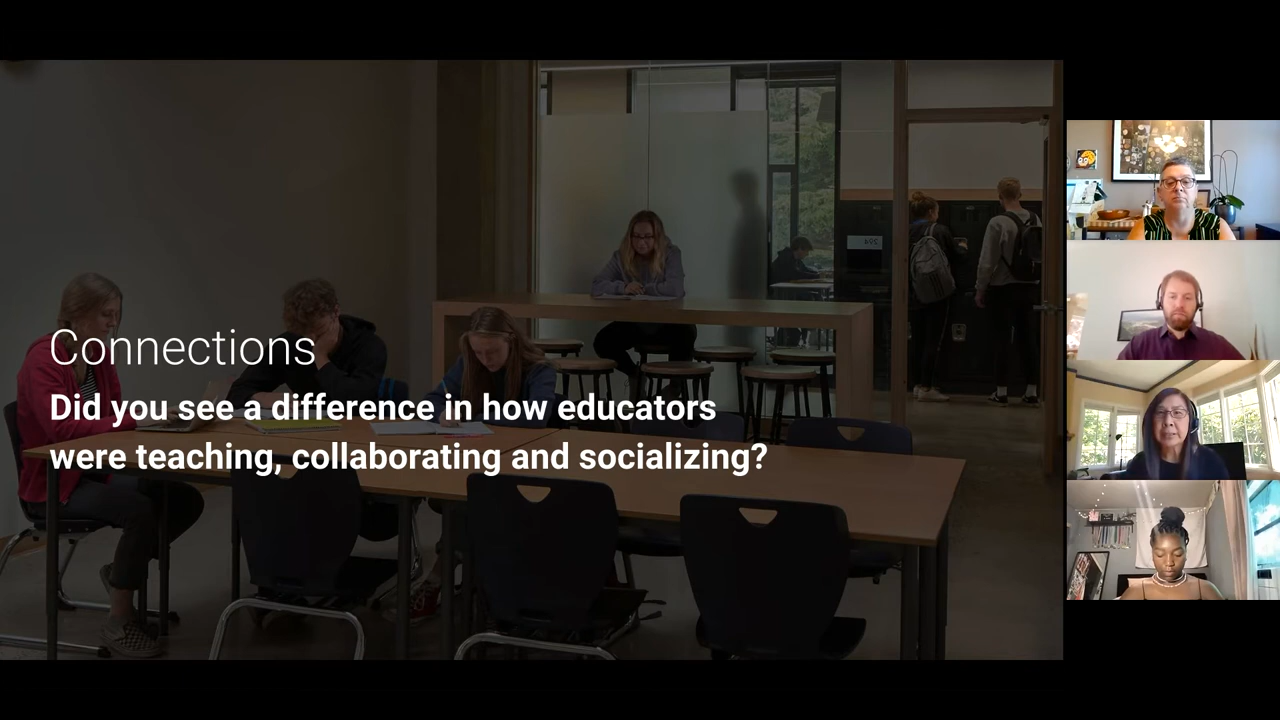 Connections
Did you see a difference in how educators
were teaching, collaborating and socializing?